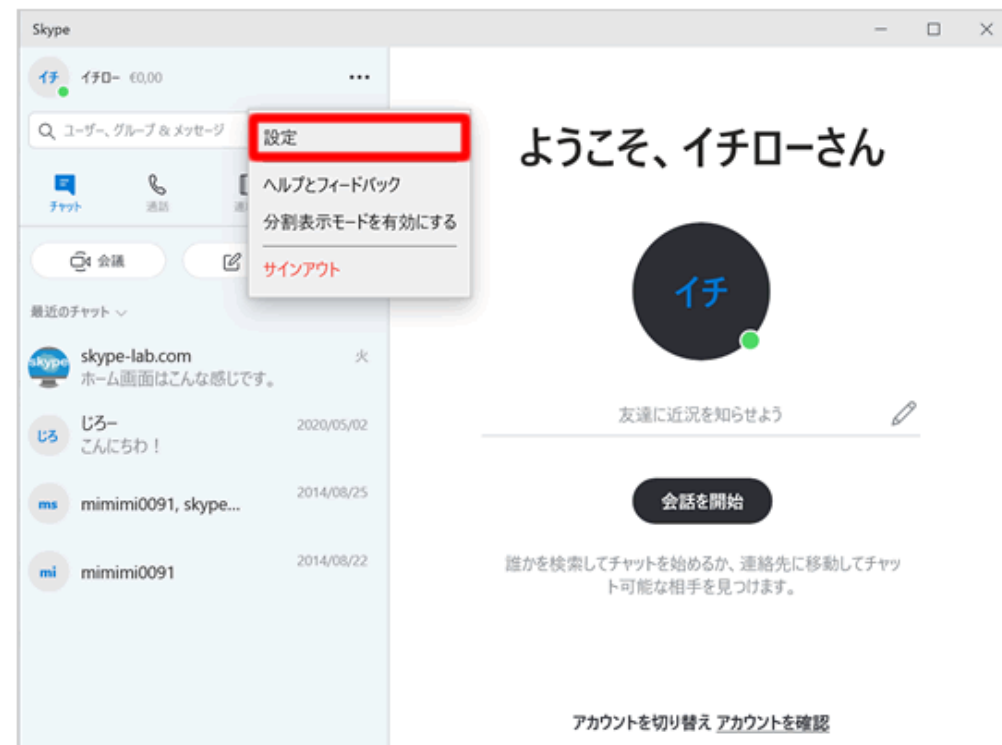 Skype
イチ イチロー €0,00
ユーザー、グループ & メッセージ
チャット 通話
会議
設定
ヘルプとフィードバック
分割表示モードを有効にする
サインアウト
最近のチャット
skype skype-lab.com 火
ホーム画面はこんな感じです。
じろ じろー 2020/05/02
こんにちわ！
ms mimimi0091, skype... 2014/08/25
mi mimimi0091 2014/08/22
ようこそ、イチローさん
イチ
友達に近況を知らせよう
会話を開始
誰かを検索してチャットを始めるか、連絡先に移動してチャッ
ト可能な相手を見つけます。
アカウントを切り替え アカウントを確認